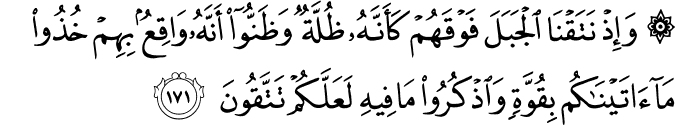 ۞ وَإِذْ نَتَقْنَا ٱلْجَبَلَ فَوْقَهُمْ كَأَنَّهُۥ ظُلَّةٌ وَظَنُّوٓا۟ أَنَّهُۥ وَاقِعٌۢ بِهِمْ خُذُوا۟
مَآ ءَاتَيْنَـٰكُم بِقُوَّةٍ وَٱذْكُرُوا۟ مَا فِيهِ لَعَلَّكُمْ تَتَّقُونَ ١٧١